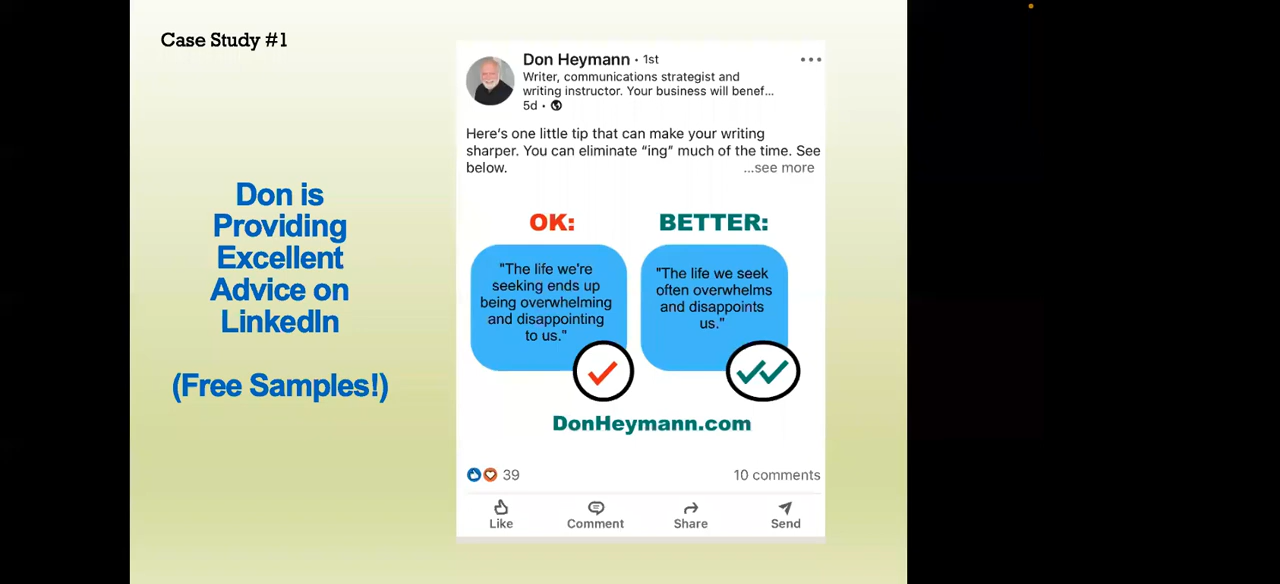 Case Study #1
Don is
Providing
Excellent
Advice on
LinkedIn
(Free Samples!)
Don Heymann • 1st
Writer, communications strategist and
writing instructor. Your business will benef...
5d •
Here's one little tip that can make your writing
sharper. You can eliminate “ing” much of the time. See
below.
...see more
OK:
"The life we're
seeking ends up
being overwhelming
and disappointing
to us."
BETTER:
"The life we seek
often overwhelms
and disappoints
us."
DonHeymann.com
39
10 comments
Like
Comment
Share
Send